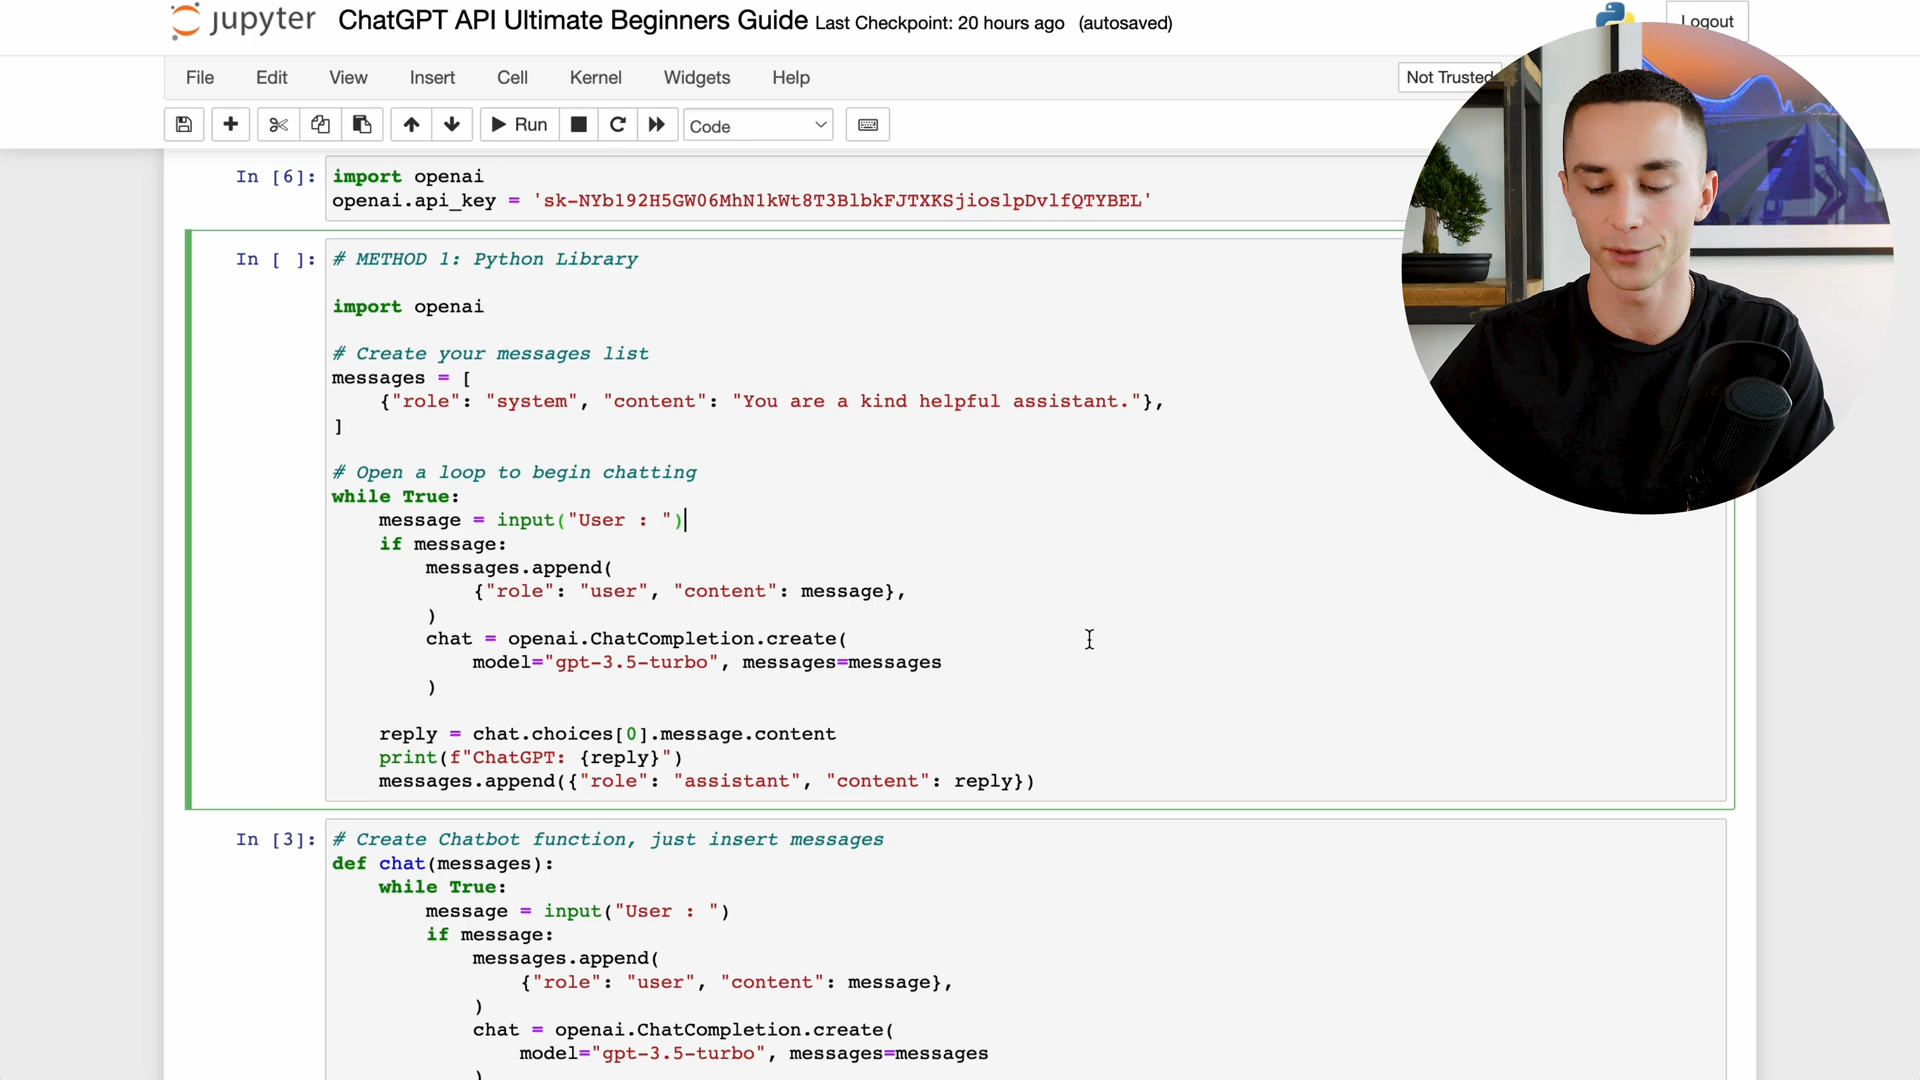 jupyter ChatGPT API Ultimate Beginners Guide Last Checkpoint: 20 hours ago (autosaved)
Logout
File Edit View Insert Cell Kernel Widgets Help
Not Trusted
Run Code
In [6]: import openai
openai.api_key = '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'
In [ ]: # METHOD 1: Python Library
import openai
# Create your messages list
messages = [
{"role": "system", "content": "You are a kind helpful assistant."},
]
# Open a loop to begin chatting
while True:
message = input("User : ")
if message:
messages.append(
{"role": "user", "content": message},
)
chat = openai.ChatCompletion.create(
model="gpt-3.5-turbo", messages=messages
)
reply = chat.choices[0].message.content
print(f"ChatGPT: {reply}")
messages.append({"role": "assistant", "content": reply})
In [3]: # Create Chatbot function, just insert messages
def chat(messages):
while True:
message = input("User : ")
if message:
messages.append(
{"role": "user", "content": message},
)
chat = openai.ChatCompletion.create(
model="gpt-3.5-turbo", messages=messages
)